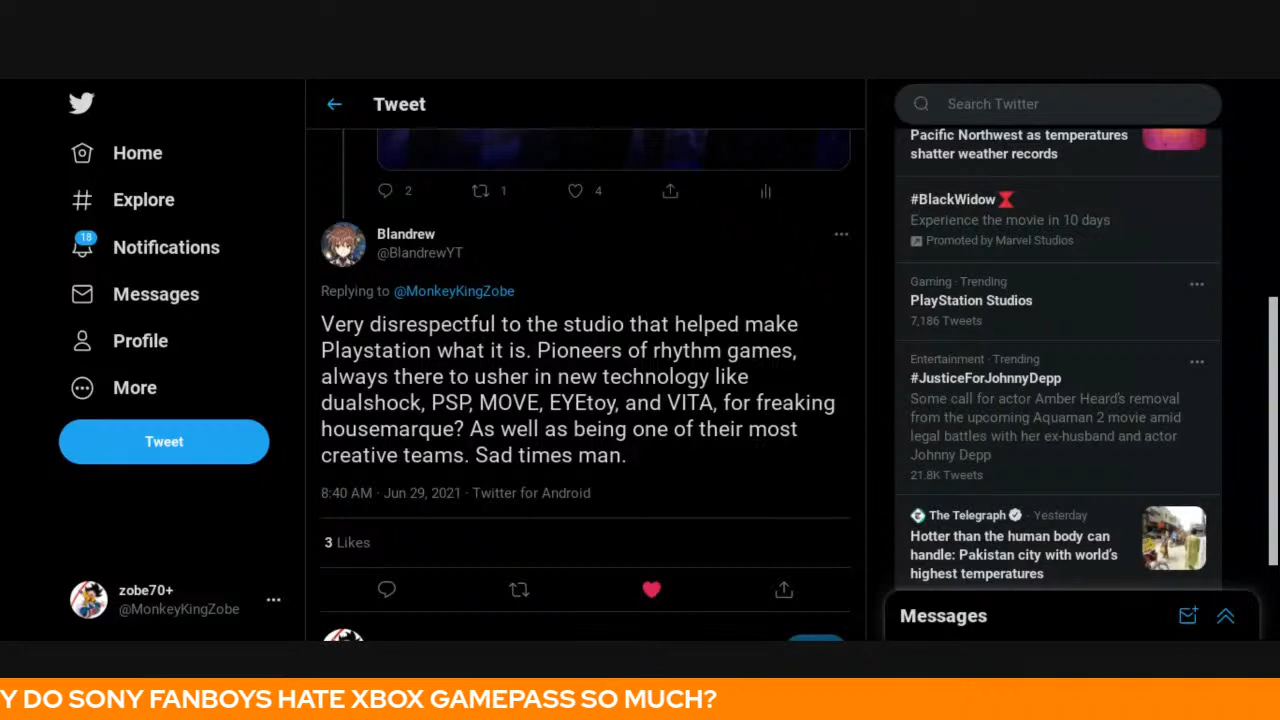 Home
Explore
18
Notifications
Messages
Profile
More
Tweet
zobe70+
@MonkeyKingZobe
Tweet
2
1
4
Blandrew
@BlandrewYT
Replying to @MonkeyKingZobe
Very disrespectful to the studio that helped make
Playstation what it is. Pioneers of rhythm games,
always there to usher in new technology like
dualshock, PSP, MOVE, EYEtoy, and VITA, for freaking
housemarque? As well as being one of their most
creative teams. Sad times man.
8:40 AM · Jun 29, 2021 · Twitter for Android
3 Likes
Search Twitter
Pacific Northwest as temperatures
shatter weather records
#BlackWidow
Experience the movie in 10 days
Promoted by Marvel Studios
Gaming · Trending
PlayStation Studios
7,186 Tweets
Entertainment · Trending
#JusticeForJohnnyDepp
Some call for actor Amber Heard's removal
from the upcoming Aquaman 2 movie amid
legal battles with her ex-husband and actor
Johnny Depp
21.8K Tweets
The Telegraph · Yesterday
Hotter than the human body can
handle: Pakistan city with world's
highest temperatures
Messages
Y DO SONY FANBOYS HATE XBOX GAMEPASS SO MUCH?